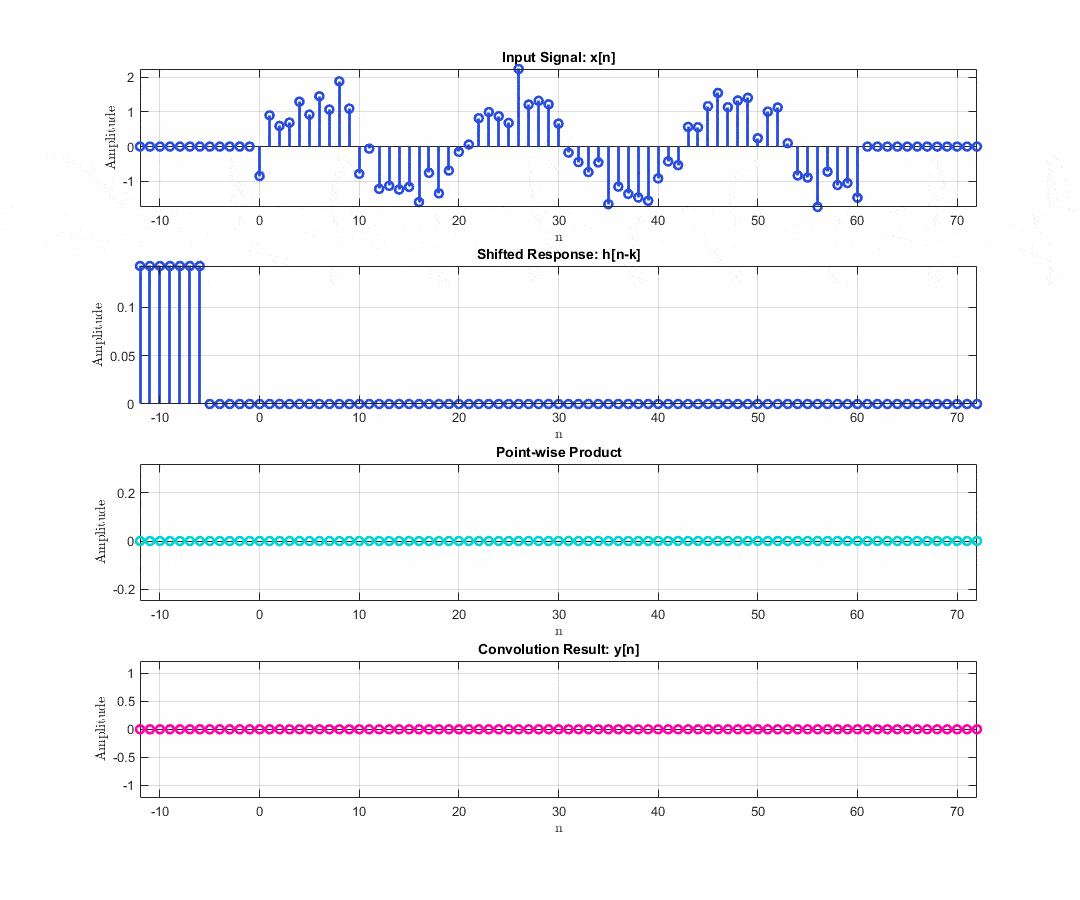 Input Signal: x[n]
2
1
0
-1
Amplitude
-10 0 10 20 30 40 50 60 70
n
Shifted Response: h[n-k]
0.1
0.05
0
Amplitude
-10 0 10 20 30 40 50 60 70
n
Point-wise Product
0.2
0
-0.2
Amplitude
-10 0 10 20 30 40 50 60 70
n
Convolution Result: y[n]
1
0.5
0
-0.5
-1
Amplitude
-10 0 10 20 30 40 50 60 70
n